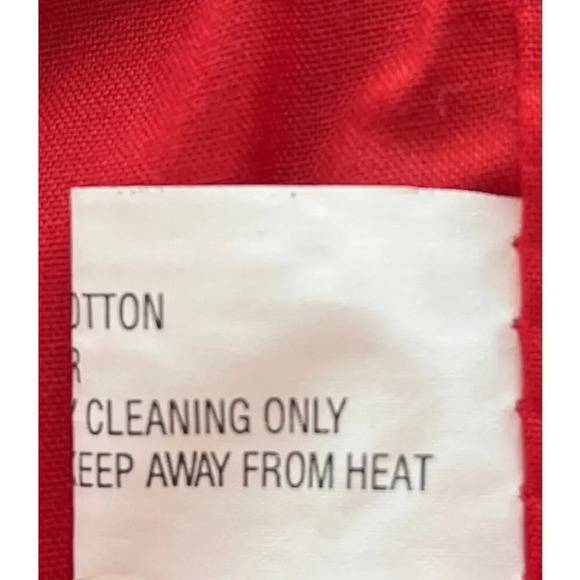 OTTON
R
Y CLEANING ONLY
KEEP AWAY FROM HEAT